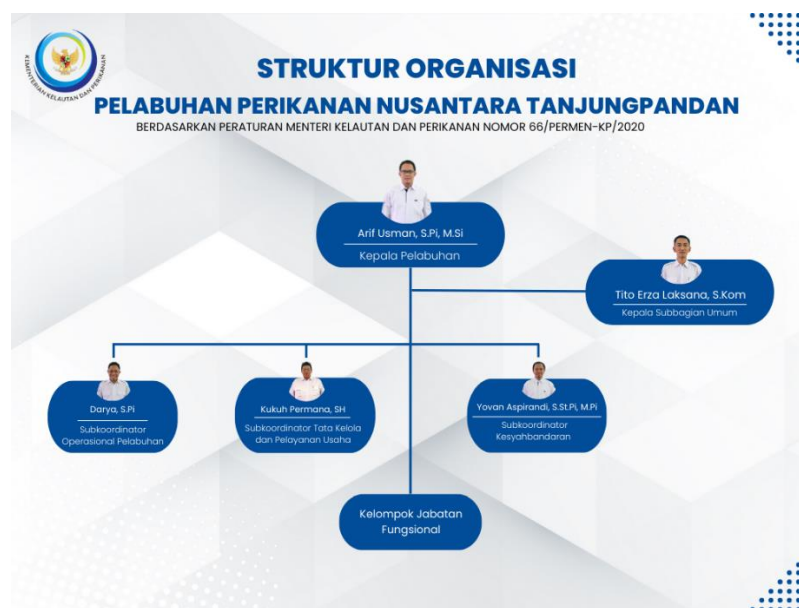 KEMENTERIAN KELAUTAN DAN PERIKANAN
STRUKTUR ORGANISASI
PELABUHAN PERIKANAN NUSANTARA TANJUNGPANDAN
BERDASARKAN PERATURAN MENTERI KELAUTAN DAN PERIKANAN NOMOR 66/PERMEN-KP/2020
Arif Usman, S.Pi, M.Si
Kepala Pelabuhan
Tito Erza Laksana, S.Kom
Kepala Subbagian Umum
Darya, S.Pi
Subkoordinator
Operasional Pelabuhan
Kukuh Permana, SH
Subkoordinator Tata Kelola
dan Pelayanan Usaha
Yovan Aspirandi, S.St.Pi, M.Pi
Subkoordinator
Kesyahbandaran
Kelompok Jabatan
Fungsional